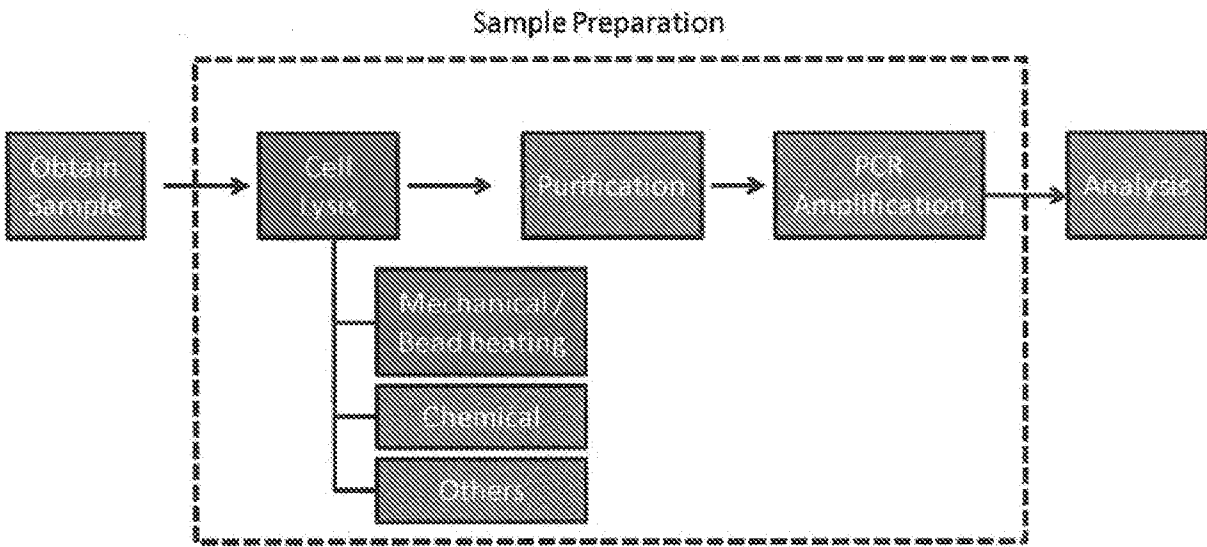 Sample Preparation
Obtain
Sample
Cell
Lysis
Purification
PCR
Amplification
Analysis
Mechanical /
Bead beating
Chemical
Others